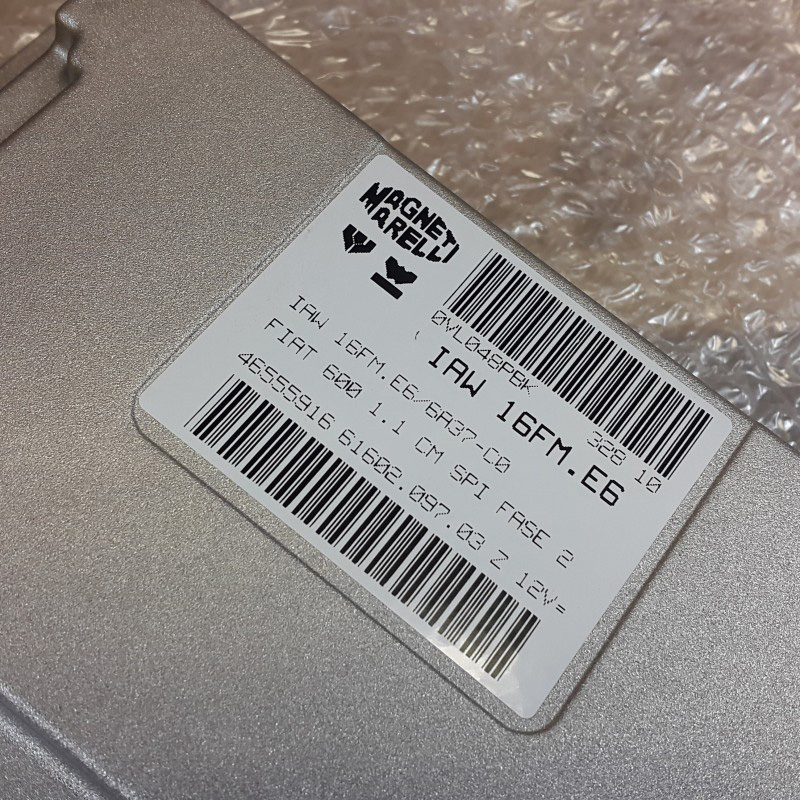 MAGNETI
MARELLI
0VL048PBK
328 10
IAW 16FM.E6
IAW 16FM.E6/6A37-C0
FIAT 600 1.1 CM SPI FASE 2
46555916 61602.097.03 Z 12V=